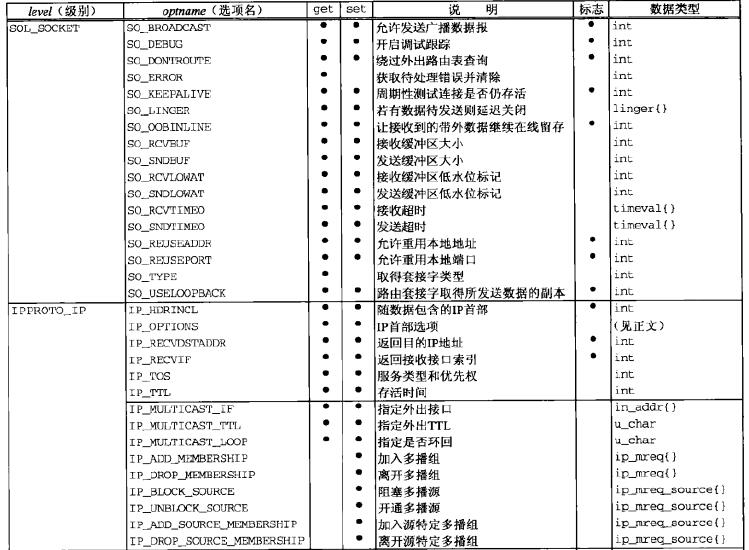 level（级别） optname（选项名） get set 说 明 标志 数据类型
SOL_SOCKET SO_BROADCAST • • 允许发送广播数据报 • int
SO_DEBUG • • 开启调试跟踪 • int
SO_DONTROUTE • • 绕过外出路由表查询 • int
SO_ERROR • 获取待处理错误并清除 int
SO_KEEPALIVE • • 周期性测试连接是否仍存活 • int
SO_LINGER • • 若有数据待发送则延迟关闭 linger{}
SO_OOBINLINE • • 让接收到的带外数据继续在线留存 • int
SO_RCVBUF • • 接收缓冲区大小 int
SO_SNDBUF • • 发送缓冲区大小 int
SO_RCVLOWAT • • 接收缓冲区低水位标记 int
SO_SNDLOWAT • • 发送缓冲区低水位标记 int
SO_RCVTIMEO • • 接收超时 timeval{}
SO_SNDTIMEO • • 发送超时 timeval{}
SO_REUSEADDR • • 允许重用本地地址 • int
SO_REUSEPORT • • 允许重用本地端口 • int
SO_TYPE • 取得套接字类型 int
SO_USELOOPBACK • • 路由套接字取得所发送数据的副本 • int
IPPROTO_IP IP_HDRINCL • • 随数据包含的IP首部 • int
IP_OPTIONS • • IP首部选项 （见正文）
IP_RECVDSTADDR • • 返回目的IP地址 • int
IP_RECVIF • • 返回接收接口索引 • int
IP_TOS • • 服务类型和优先权 int
IP_TTL • • 存活时间 int
IP_MULTICAST_IF • • 指定外出接口 in_addr{}
IP_MULTICAST_TTL • • 指定外出TTL u_char
IP_MULTICAST_LOOP • • 指定是否环回 u_char
IP_ADD_MEMBERSHIP • 加入多播组 ip_mreq{}
IP_DROP_MEMBERSHIP • 离开多播组 ip_mreq{}
IP_BLOCK_SOURCE • 阻塞多播源 ip_mreq_source{}
IP_UNBLOCK_SOURCE • 开通多播源 ip_mreq_source{}
IP_ADD_SOURCE_MEMBERSHIP • 加入源特定多播组 ip_mreq_source{}
IP_DROP_SOURCE_MEMBERSHIP • 离开源特定多播组 ip_mreq_source{}